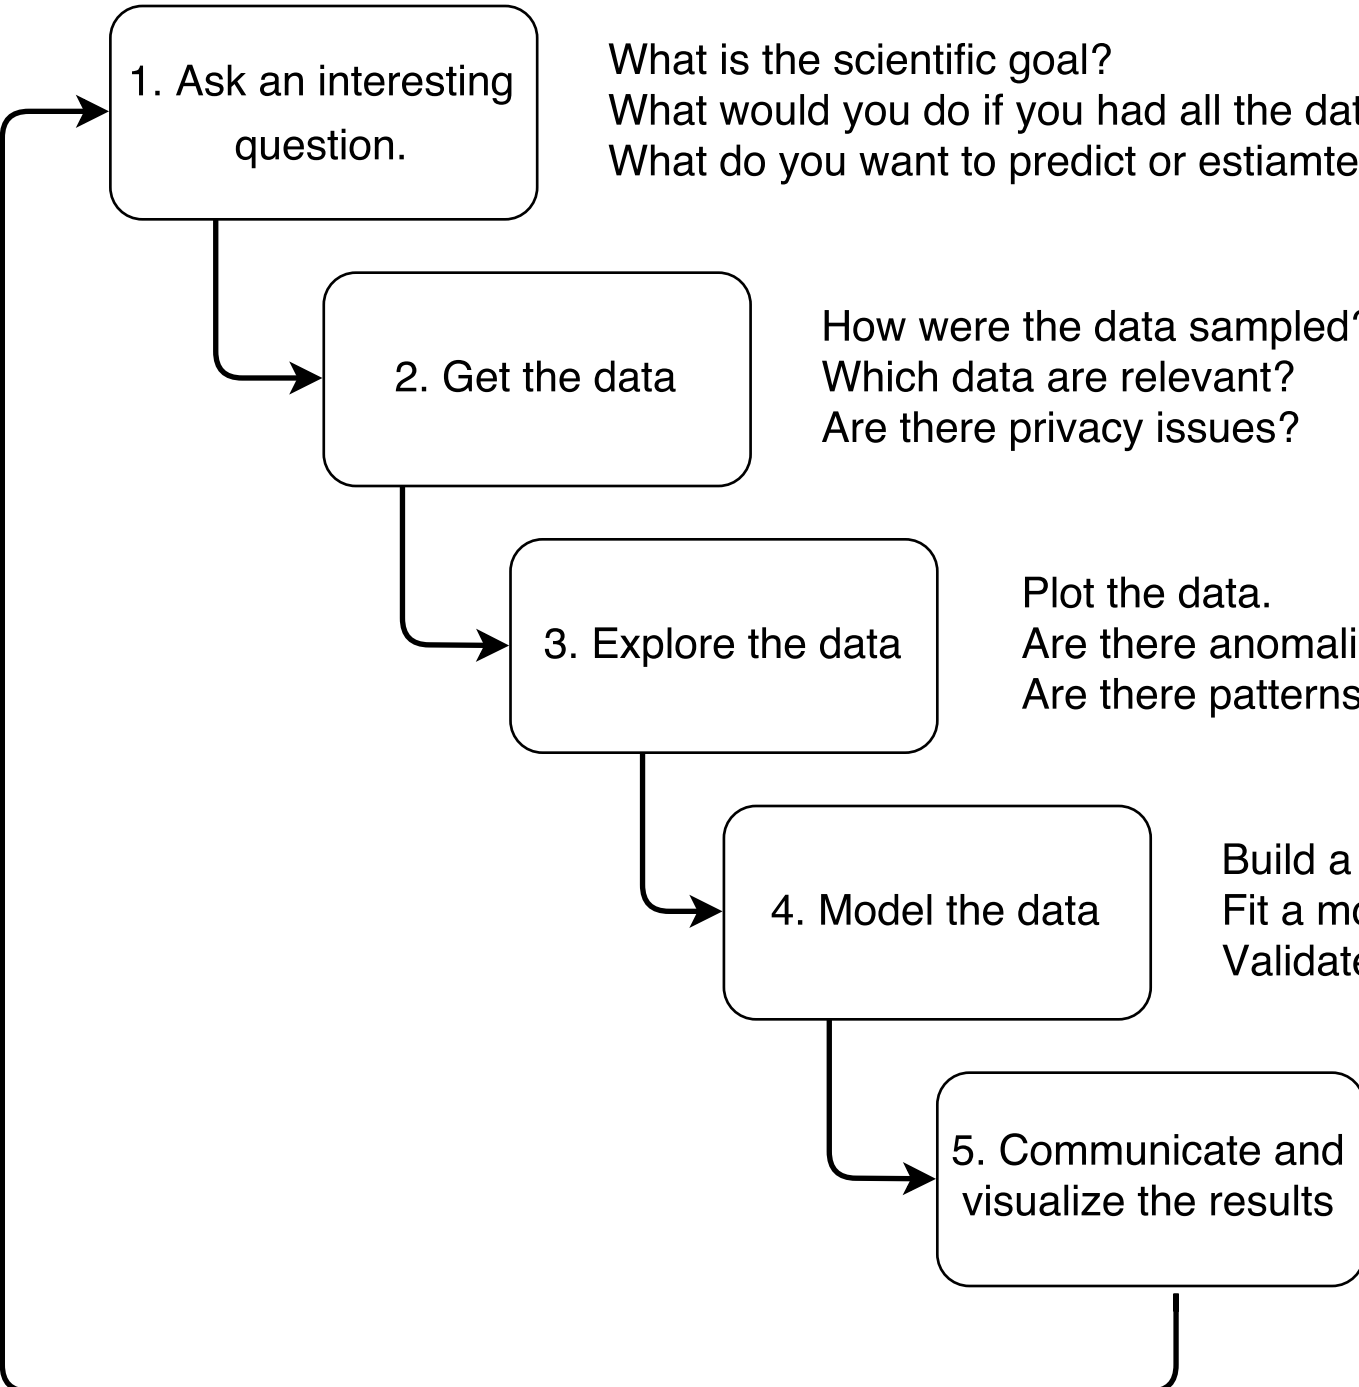 1. Ask an interesting
question.
What is the scientific goal?
What would you do if you had all the
What do you want to predict or estiamte
2. Get the data
How were the data sampled?
Which data are relevant?
Are there privacy issues?
3. Explore the data
Plot the data.
Are there
Are there patterns
4. Model the data
Build a
Fit a
Validate
5. Communicate and
visualize the results